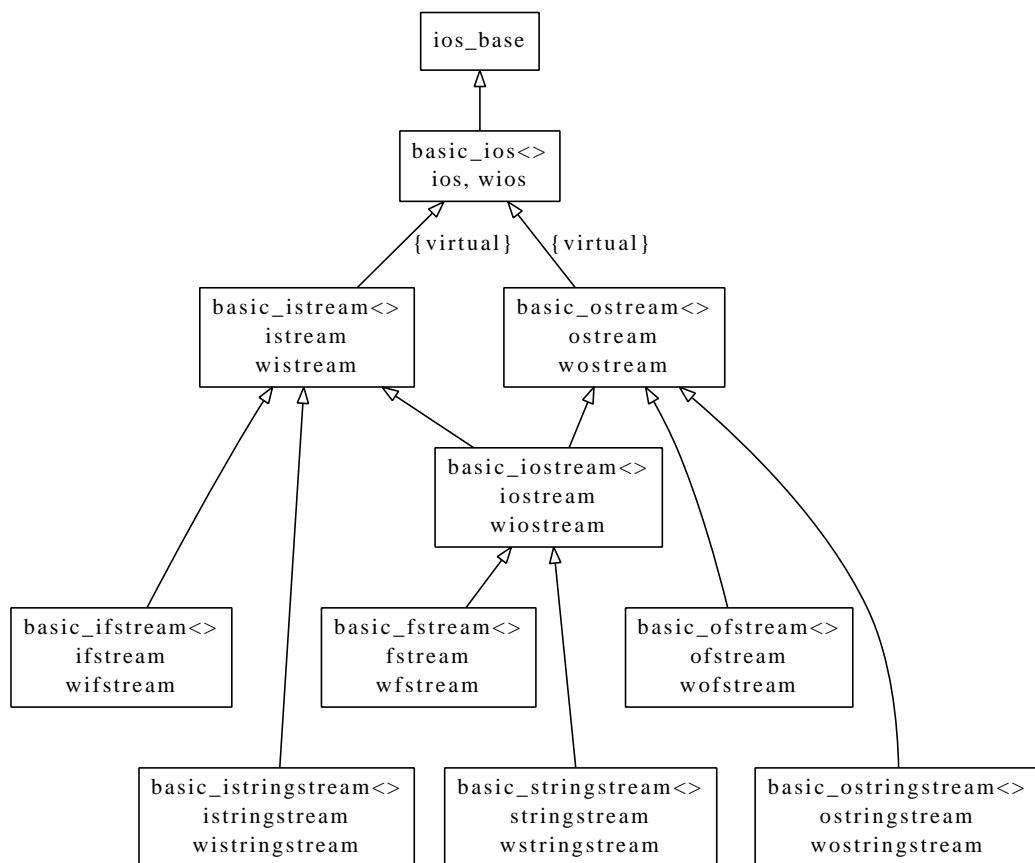 ios_base
basic_ios<>
ios, wios
{virtual}
{virtual}
basic_istream<>
istream
wistream
basic_ostream<>
ostream
wostream
basic_iostream<>
iostream
wiostream
basic_ifstream<>
ifstream
wifstream
basic_fstream<>
fstream
wfstream
basic_ofstream<>
ofstream
wofstream
basic_istringstream<>
istringstream
wistringstream
basic_stringstream<>
stringstream
wstringstream
basic_ostringstream<>
ostringstream
wostringstream